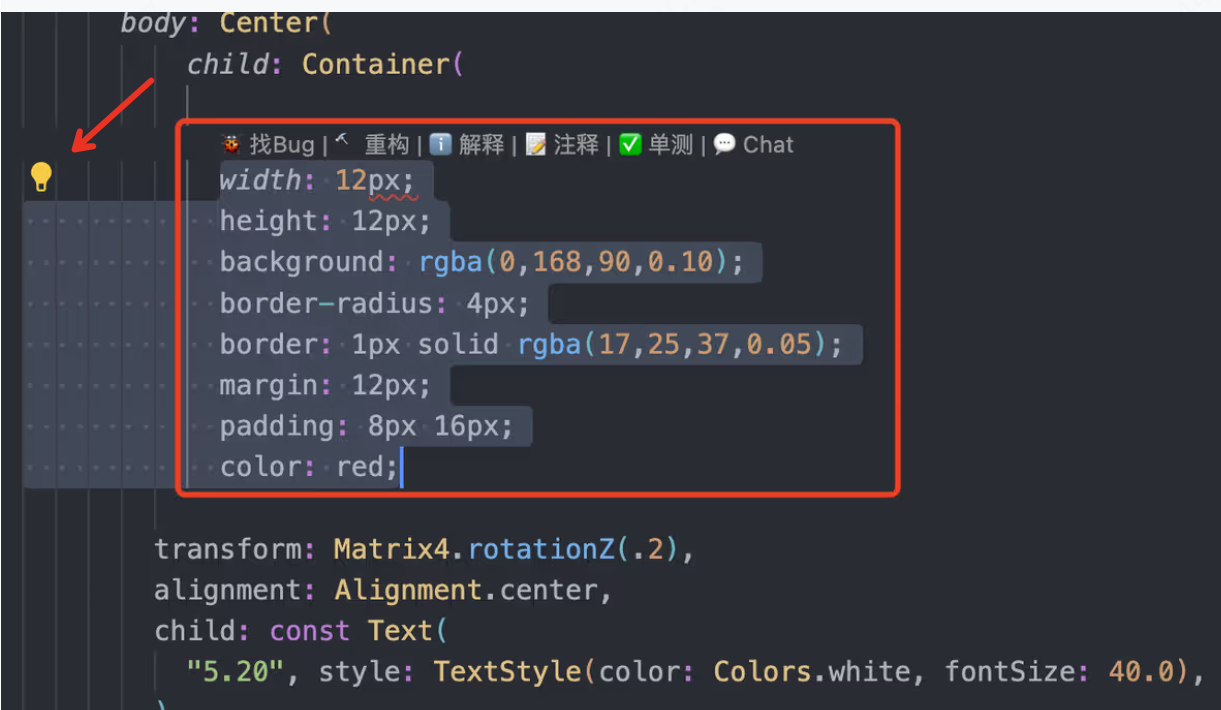 body: Center(
child: Container(
找Bug | 重构 | 解释 | 注释 | 单测 | Chat
width: 12px;
height: 12px;
background: rgba(0,168,90,0.10);
border-radius: 4px;
border: 1px solid rgba(17,25,37,0.05);
margin: 12px;
padding: 8px 16px;
color: red;
transform: Matrix4.rotationZ(.2),
alignment: Alignment.center,
child: const Text(
"5.20", style: TextStyle(color: Colors.white, fontSize: 40.0),